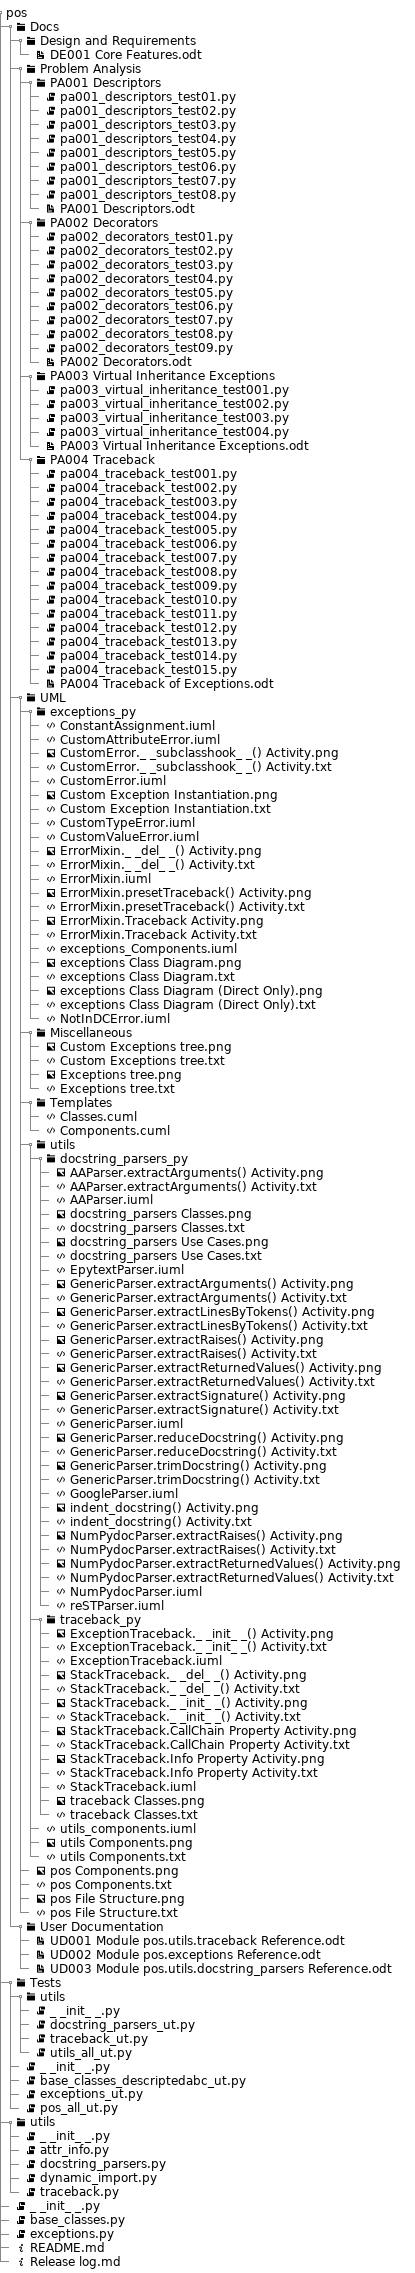 pos
Docs
Design and Requirements
DE001 Core Features.odt
Problem Analysis
PA001 Descriptors
pa001_descriptors_test01.py
pa001_descriptors_test02.py
pa001_descriptors_test03.py
pa001_descriptors_test04.py
pa001_descriptors_test05.py
pa001_descriptors_test06.py
pa001_descriptors_test07.py
pa001_descriptors_test08.py
PA001 Descriptors.odt
PA002 Decorators
pa002_decorators_test01.py
pa002_decorators_test02.py
pa002_decorators_test03.py
pa002_decorators_test04.py
pa002_decorators_test05.py
pa002_decorators_test06.py
pa002_decorators_test07.py
pa002_decorators_test08.py
pa002_decorators_test09.py
PA002 Decorators.odt
PA003 Virtual Inheritance Exceptions
pa003_virtual_inheritance_test001.py
pa003_virtual_inheritance_test002.py
pa003_virtual_inheritance_test003.py
pa003_virtual_inheritance_test004.py
PA003 Virtual Inheritance Exceptions.odt
PA004 Traceback
pa004_traceback_test001.py
pa004_traceback_test002.py
pa004_traceback_test003.py
pa004_traceback_test004.py
pa004_traceback_test005.py
pa004_traceback_test006.py
pa004_traceback_test007.py
pa004_traceback_test008.py
pa004_traceback_test009.py
pa004_traceback_test010.py
pa004_traceback_test011.py
pa004_traceback_test012.py
pa004_traceback_test013.py
pa004_traceback_test014.py
pa004_traceback_test015.py
PA004 Traceback of Exceptions.odt
UML
exceptions_py
ConstantAssignment.iuml
CustomAttributeError.iuml
CustomError._ _subclasshook_ _() Activity.png
CustomError._ _subclasshook_ _() Activity.txt
CustomError.iuml
Custom Exception Instantiation.png
Custom Exception Instantiation.txt
CustomTypeError.iuml
CustomValueError.iuml
ErrorMixin._ _del_ _() Activity.png
ErrorMixin._ _del_ _() Activity.txt
ErrorMixin.iuml
ErrorMixin.presetTraceback() Activity.png
ErrorMixin.presetTraceback() Activity.txt
ErrorMixin.Traceback Activity.png
ErrorMixin.Traceback Activity.txt
exceptions_Components.iuml
exceptions Class Diagram.png
exceptions Class Diagram.txt
exceptions Class Diagram (Direct Only).png
exceptions Class Diagram (Direct Only).txt
NotInDCError.iuml
Miscellaneous
Custom Exceptions tree.png
Custom Exceptions tree.txt
Exceptions tree.png
Exceptions tree.txt
Templates
Classes.cuml
Components.cuml
utils
docstring_parsers_py
AAParser.extractArguments() Activity.png
AAParser.extractArguments() Activity.txt
AAParser.iuml
docstring_parsers Classes.png
docstring_parsers Classes.txt
docstring_parsers Use Cases.png
docstring_parsers Use Cases.txt
EpytextParser.iuml
GenericParser.extractArguments() Activity.png
GenericParser.extractArguments() Activity.txt
GenericParser.extractLinesByTokens() Activity.png
GenericParser.extractLinesByTokens() Activity.txt
GenericParser.extractRaises() Activity.png
GenericParser.extractRaises() Activity.txt
GenericParser.extractReturnedValues() Activity.png
GenericParser.extractReturnedValues() Activity.txt
GenericParser.extractSignature() Activity.png
GenericParser.extractSignature() Activity.txt
GenericParser.iuml
GenericParser.reduceDocstring() Activity.png
GenericParser.reduceDocstring() Activity.txt
GenericParser.trimDocstring() Activity.png
GenericParser.trimDocstring() Activity.txt
GoogleParser.iuml
indent_docstring() Activity.png
indent_docstring() Activity.txt
NumPydocParser.extractRaises() Activity.png
NumPydocParser.extractRaises() Activity.txt
NumPydocParser.extractReturnedValues() Activity.png
NumPydocParser.extractReturnedValues() Activity.txt
NumPydocParser.iuml
reSTParser.iuml
traceback_py
ExceptionTraceback._ _init_ _() Activity.png
ExceptionTraceback._ _init_ _() Activity.txt
ExceptionTraceback.iuml
StackTraceback._ _del_ _() Activity.png
StackTraceback._ _del_ _() Activity.txt
StackTraceback._ _init_ _() Activity.png
StackTraceback._ _init_ _() Activity.txt
StackTraceback.CallChain Property Activity.png
StackTraceback.CallChain Property Activity.txt
StackTraceback.Info Property Activity.png
StackTraceback.Info Property Activity.txt
StackTraceback.iuml
traceback Classes.png
traceback Classes.txt
utils_components.iuml
utils Components.png
utils Components.txt
pos Components.png
pos Components.txt
pos File Structure.png
pos File Structure.txt
User Documentation
UD001 Module pos.utils.traceback Reference.odt
UD002 Module pos.exceptions Reference.odt
UD003 Module pos.utils.docstring_parsers Reference.odt
Tests
utils
_ _init_ _.py
docstring_parsers_ut.py
traceback_ut.py
utils_all_ut.py
_ _init_ _.py
base_classes_descriptedabc_ut.py
exceptions_ut.py
pos_all_ut.py
utils
_ _init_ _.py
attr_info.py
docstring_parsers.py
dynamic_import.py
traceback.py
_ _init_ _.py
base_classes.py
exceptions.py
README.md
Release log.md